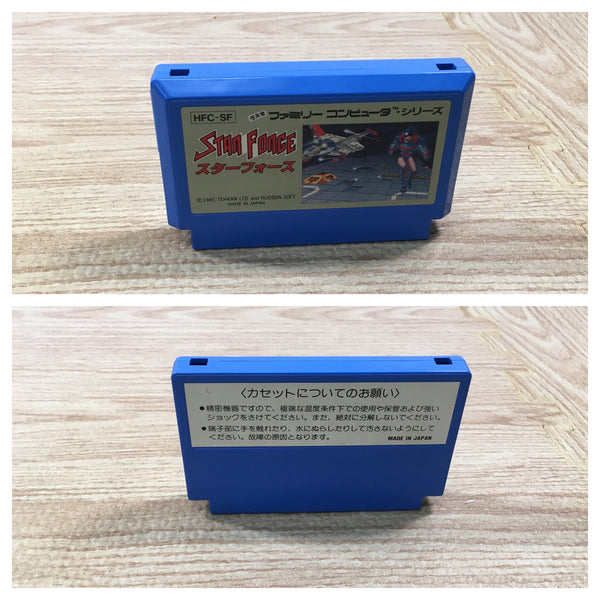 HFC-SF
ファミリー コンピュータ™・シリーズ
STAR FORCE
スターフォース
© 1985 TEHKAN LTD. and HUDSON SOFT
MADE IN JAPAN
〈カセットについてのお願い〉
●精密機器ですので、極端な温度条件下での使用や保管および強い
ショックをさけてください。また、絶対に分解しないでください。
●端子部に手を触れたり、水にぬらしたりして汚さないようにして
ください。故障の原因となります。
MADE IN JAPAN